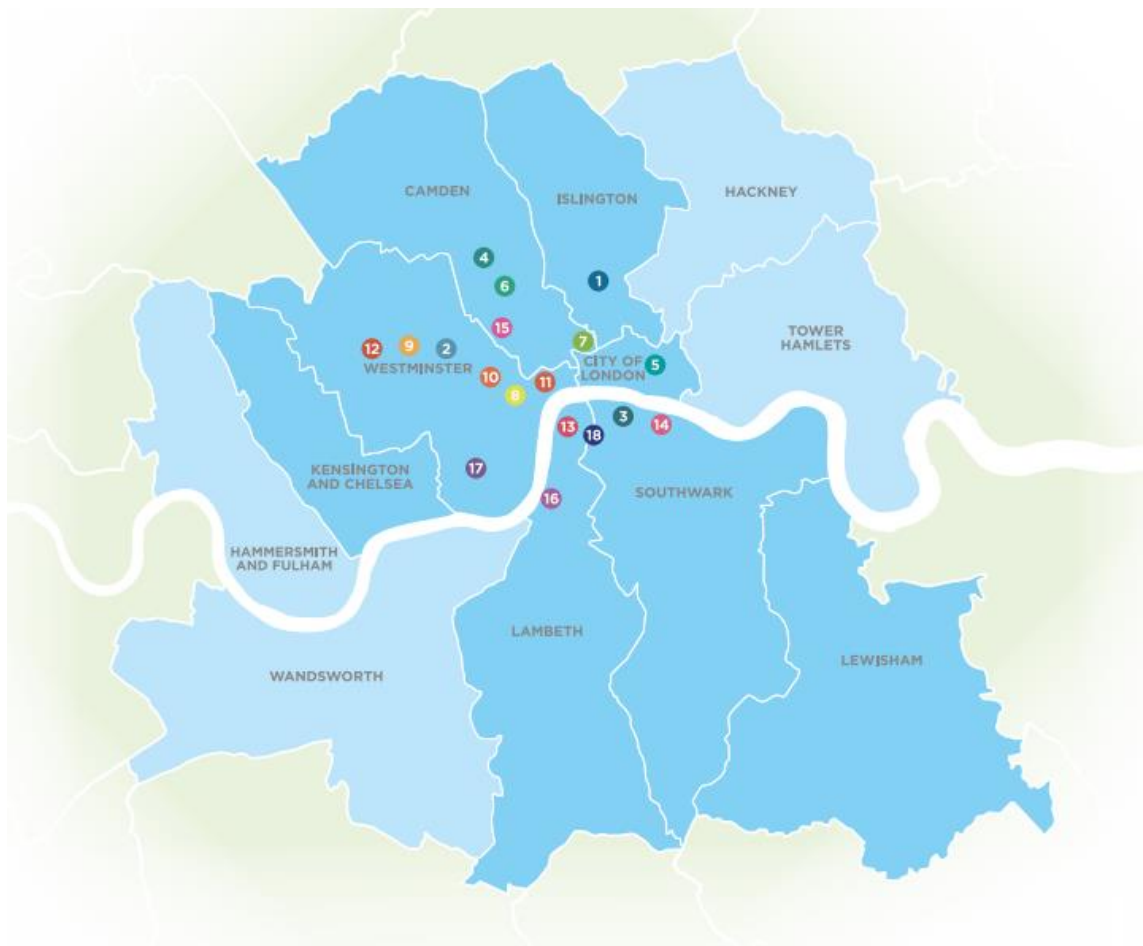 CAMDEN
ISLINGTON
HACKNEY
4
1
6
15
7
TOWER
HAMLETS
12
9
2
WESTMINSTER
CITY OF
LONDON
5
10
11
8
3
13
18
14
17
KENSINGTON
AND CHELSEA
16
SOUTHWARK
HAMMERSMITH
AND FULHAM
LAMBETH
LEWISHAM
WANDSWORTH